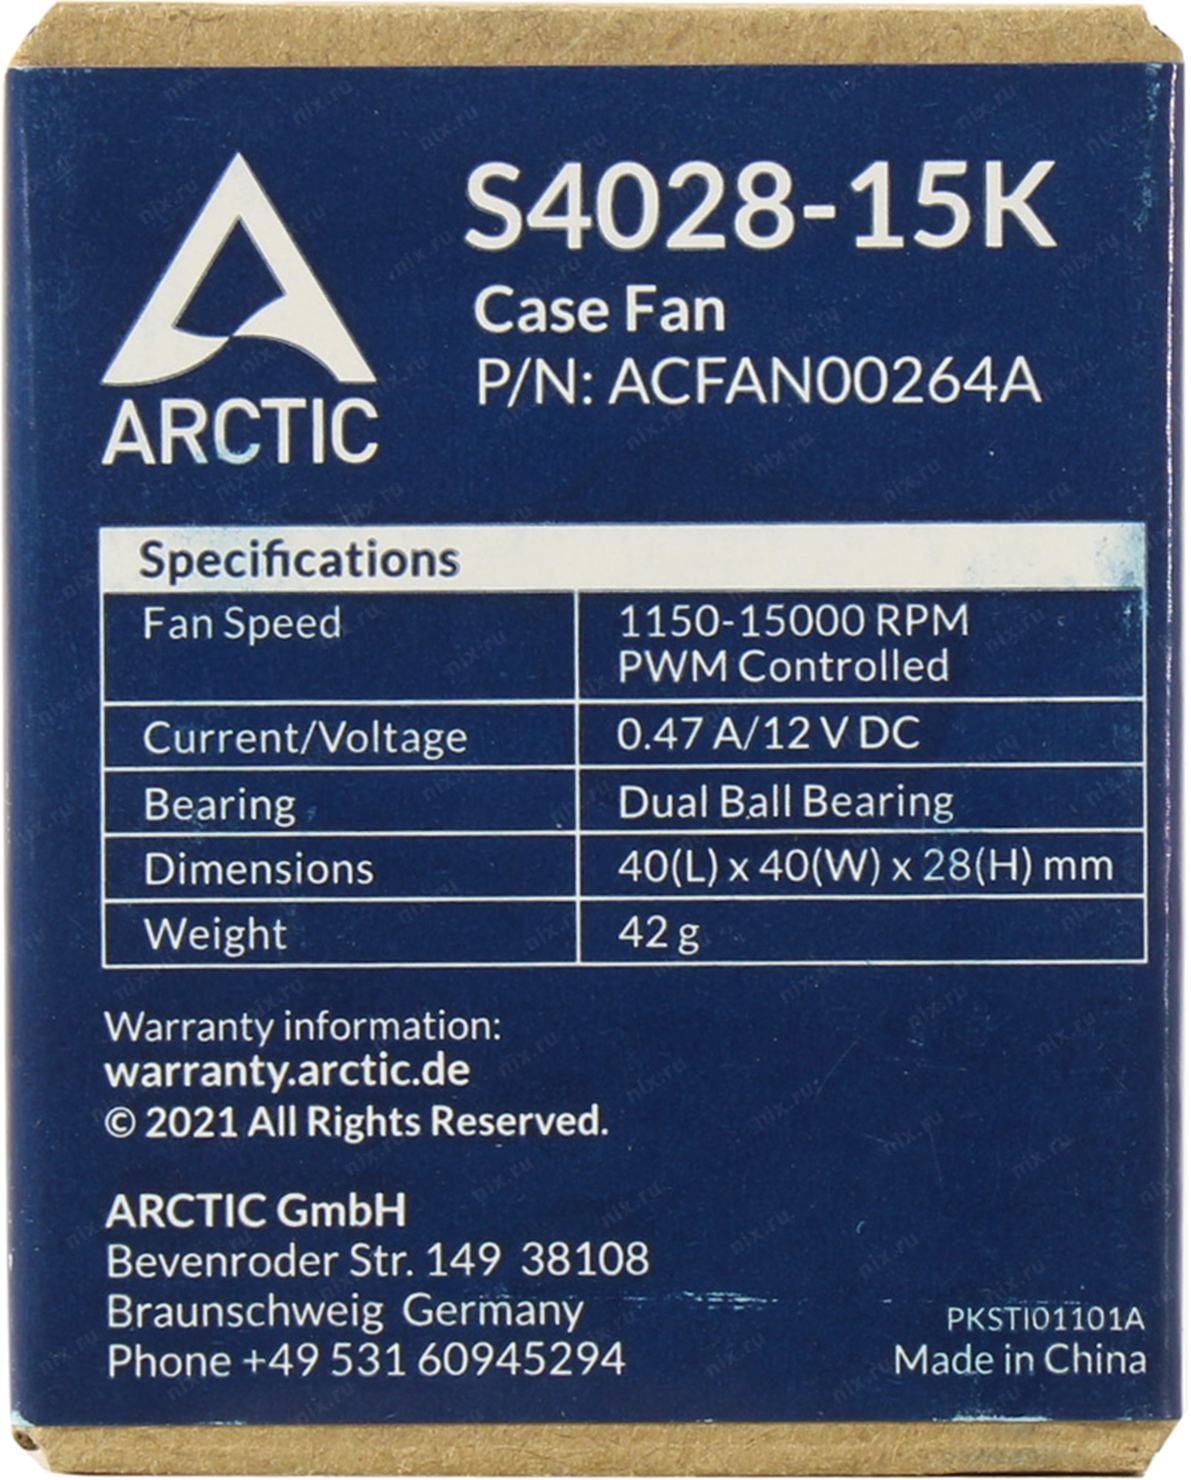 S4028-15K
Case Fan
P/N: ACFAN00264A
ARCTIC
Specifications
Fan Speed 1150-15000 RPM
PWM Controlled
Current/Voltage 0.47 A/12 V DC
Bearing Dual Ball Bearing
Dimensions 40(L) x 40(W) x 28(H) mm
Weight 42 g
Warranty information:
warranty.arctic.de
© 2021 All Rights Reserved.
ARCTIC GmbH
Bevenroder Str. 149 38108
Braunschweig Germany
Phone +49 531 60945294
PKSTI01101A
Made in China
nix.ru